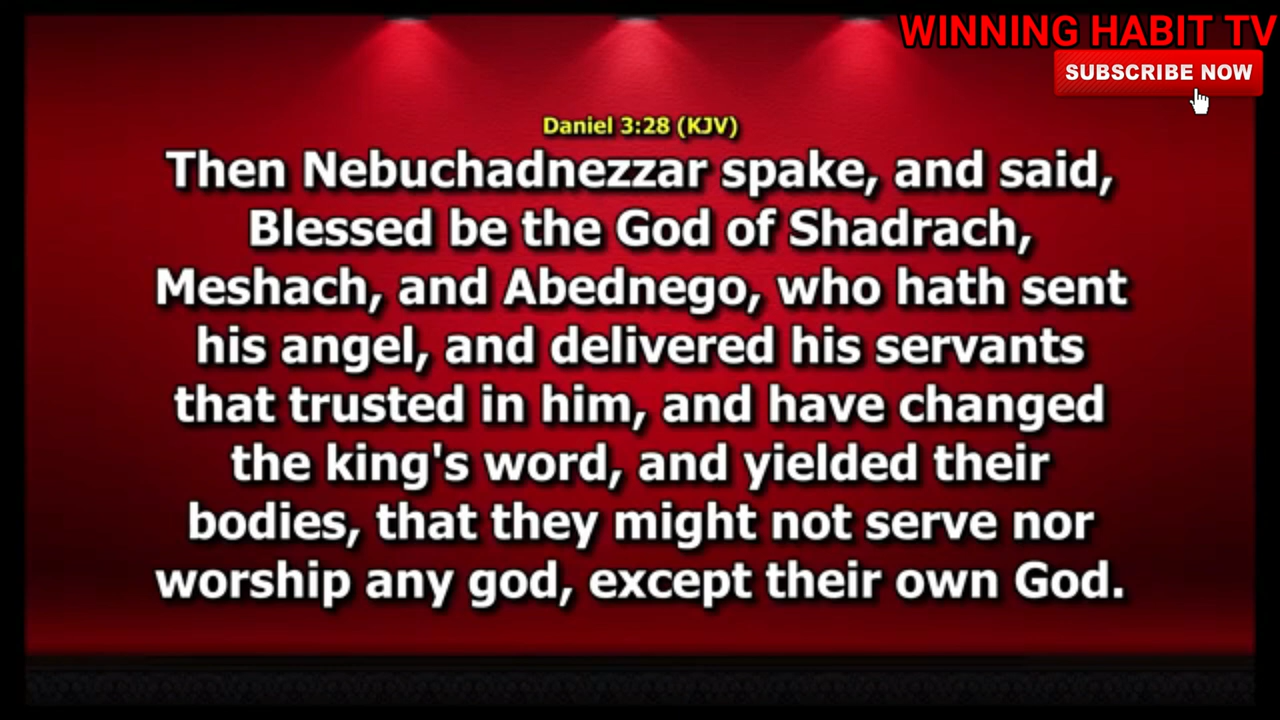 WINNING HABIT TV
SUBSCRIBE NOW
Daniel 3:28 (KJV)
Then Nebuchadnezzar spake, and said,
Blessed be the God of Shadrach,
Meshach, and Abednego, who hath sent
his angel, and delivered his servants
that trusted in him, and have changed
the king's word, and yielded their
bodies, that they might not serve nor
worship any god, except their own God.